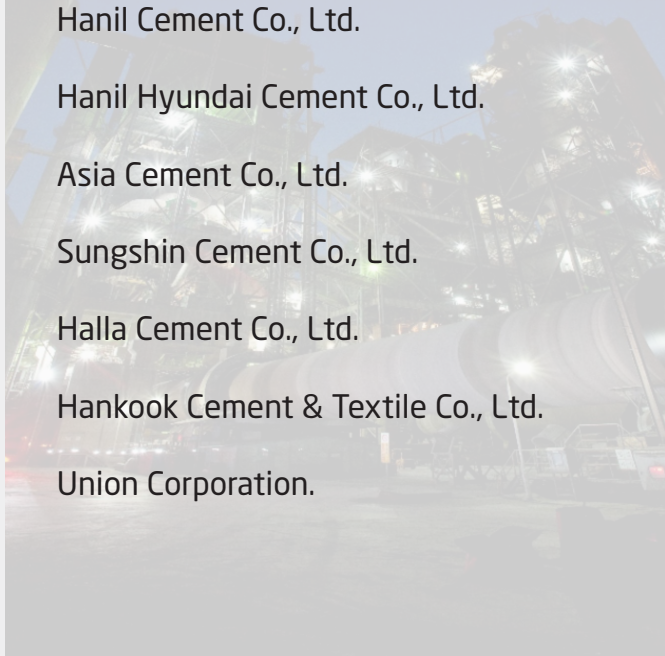 Hanil Cement Co., Ltd.
Hanil Hyundai Cement Co., Ltd.
Asia Cement Co., Ltd.
Sungshin Cement Co., Ltd.
Halla Cement Co., Ltd.
Hankook Cement & Textile Co., Ltd.
Union Corporation.